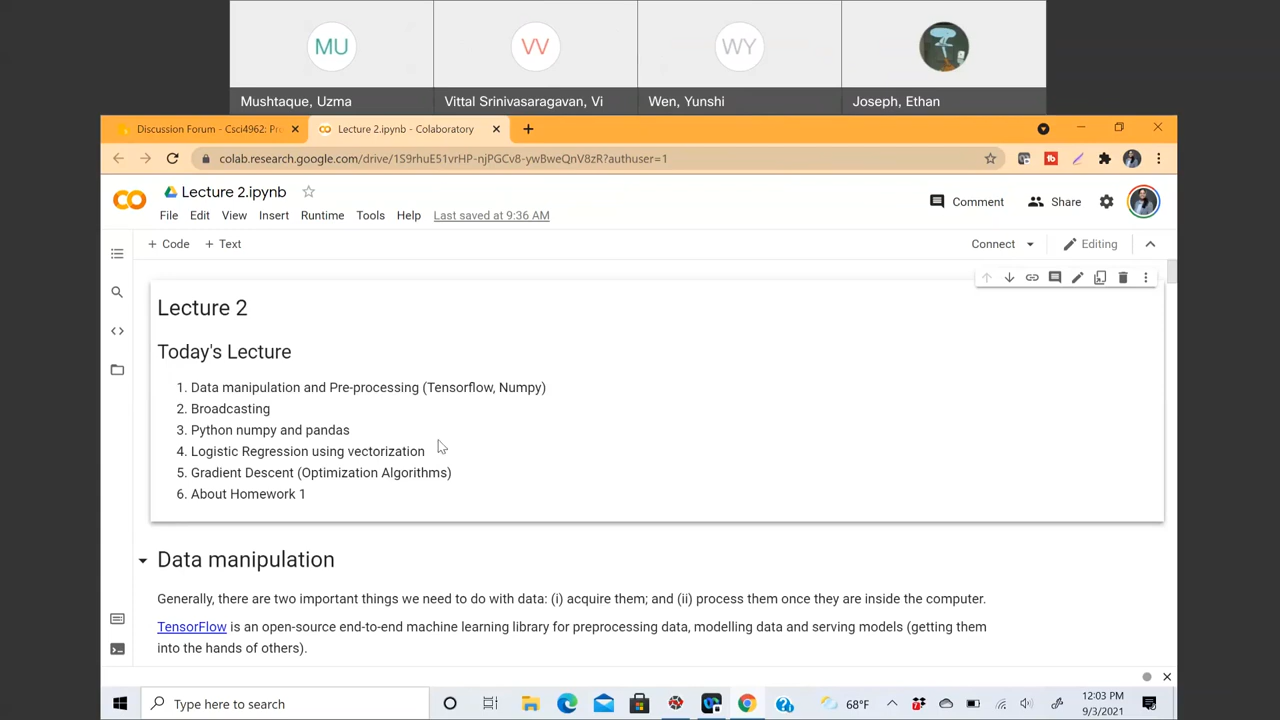 MU
VV
WY
Mushtaque, Uzma
Vittal Srinivasaragavan, Vi
Wen, Yunshi
Joseph, Ethan
Discussion Forum - Csci4962: Pr
Lecture 2.ipynb - Colaboratory
colab.research.google.com/drive/1S9rhuE51vrHP-njPGCv8-ywBweQnV8zR?authuser=1
Lecture 2.ipynb
File Edit View Insert Runtime Tools Help Last saved at 9:36 AM
Comment
Share
+ Code + Text
Connect
Editing
Lecture 2
Today's Lecture
1. Data manipulation and Pre-processing (Tensorflow, Numpy)
2. Broadcasting
3. Python numpy and pandas
4. Logistic Regression using vectorization
5. Gradient Descent (Optimization Algorithms)
6. About Homework 1
Data manipulation
Generally, there are two important things we need to do with data: (i) acquire them; and (ii) process them once they are inside the computer.
TensorFlow is an open-source end-to-end machine learning library for preprocessing data, modelling data and serving models (getting them
into the hands of others).
Type here to search
68°F
12:03 PM
9/3/2021